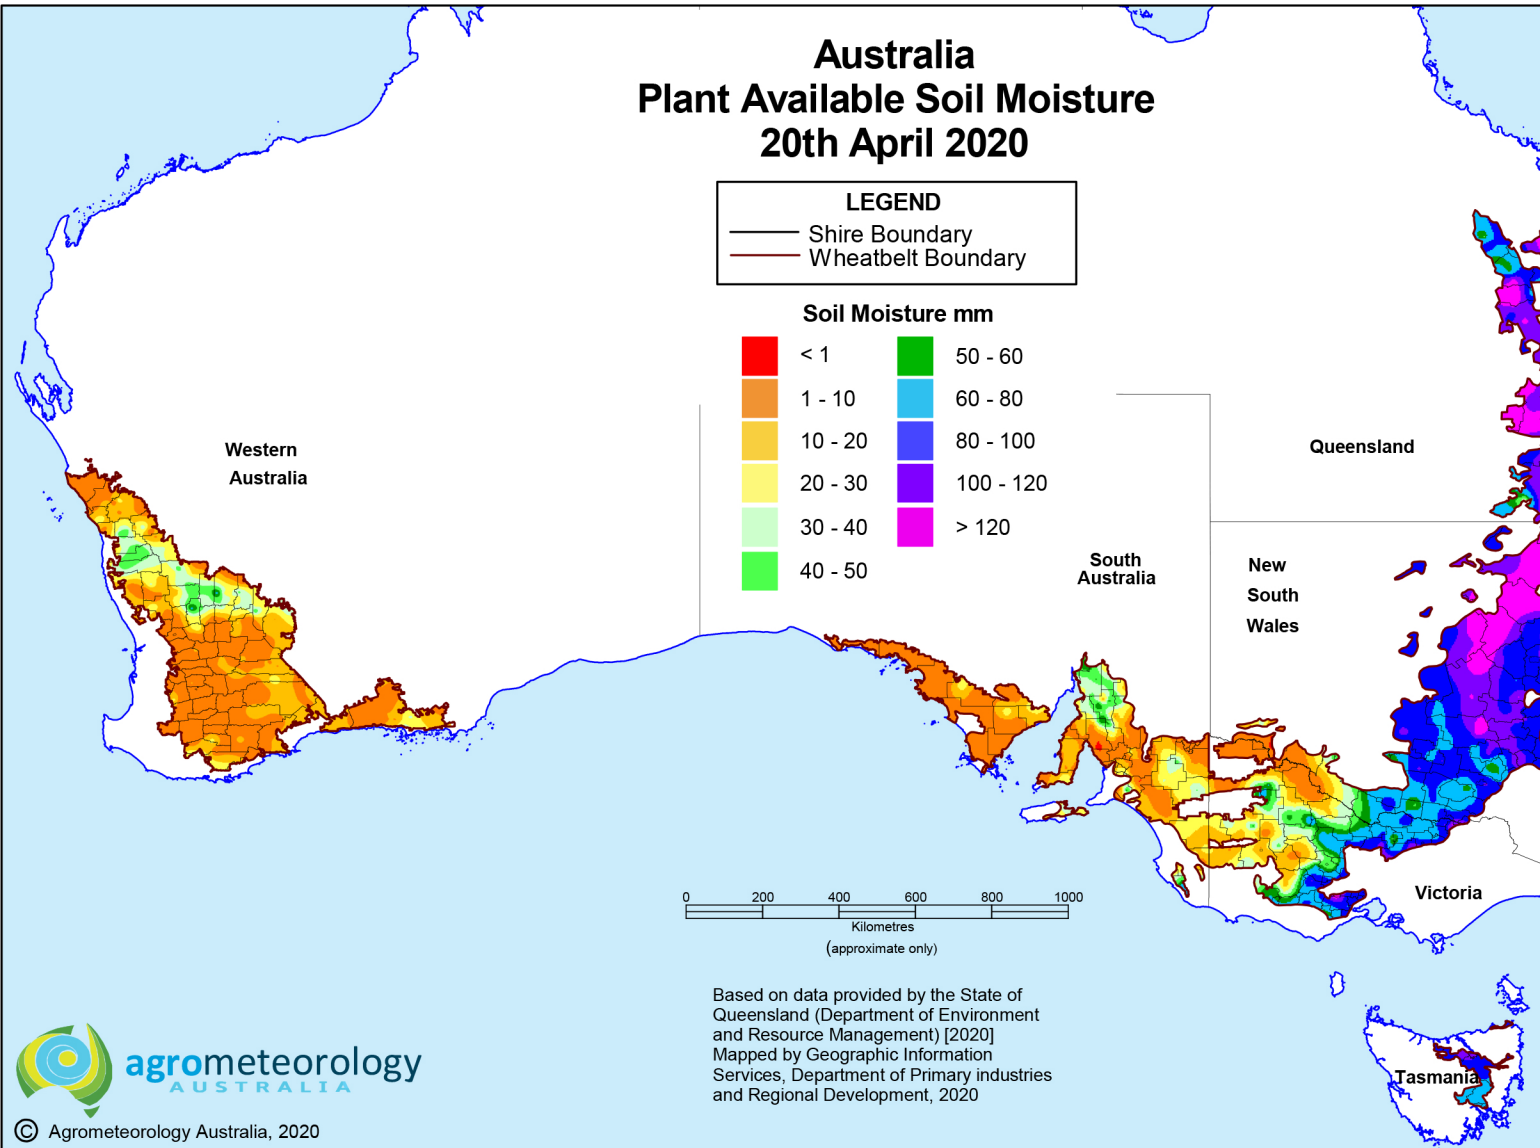 Australia
Plant Available Soil Moisture
20th April 2020
LEGEND
Shire Boundary
Wheatbelt Boundary
Soil Moisture mm
< 1
1 - 10
10 - 20
20 - 30
30 - 40
40 - 50
50 - 60
60 - 80
80 - 100
100 - 120
> 120
Western
Australia
South
Australia
Queensland
New
South
Wales
Victoria
Tasmania
0 200 400 600 800 1000
Kilometres
(approximate only)
Based on data provided by the State of
Queensland (Department of Environment
and Resource Management) [2020]
Mapped by Geographic Information
Services, Department of Primary industries
and Regional Development, 2020
agrometeorology
AUSTRALIA
© Agrometeorology Australia, 2020